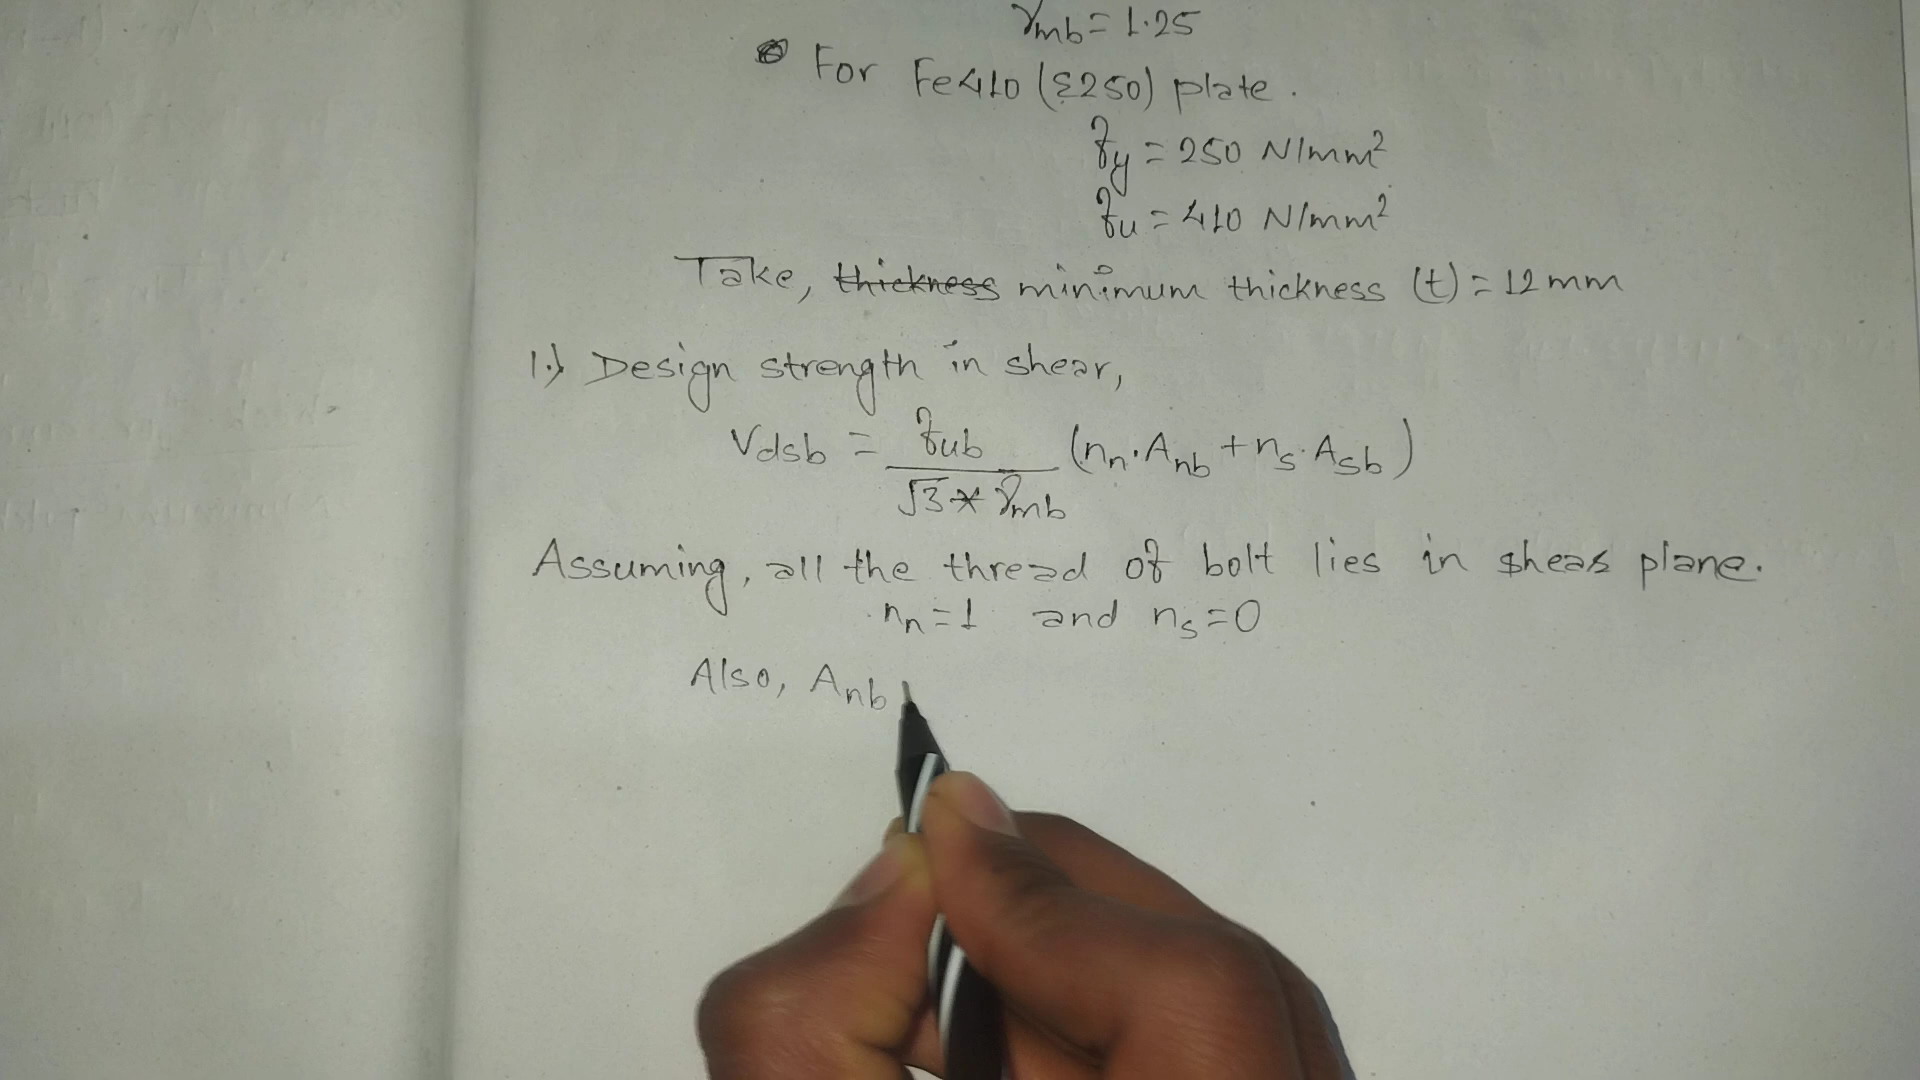 γmb = 1.25
For Fe410 (E250) plate.
fy = 250 N/mm²
fu = 410 N/mm²
Take, thickness minimum thickness (t) = 12 mm
1.) Design strength in shear,
Vdsb = fub / √3 * γmb (nn. Anb + ns. Asb)
Assuming, all the thread of bolt lies in shear plane.
nn = 1 and ns = 0
Also, Anb